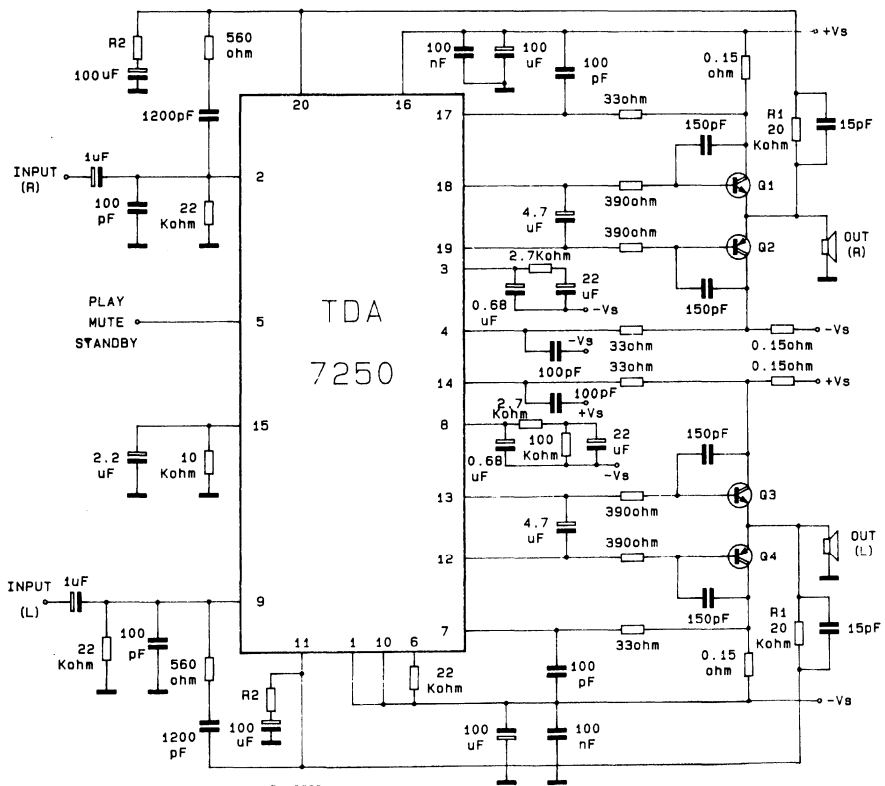 R2
560
ohm
100uF
1200pF
1uF
INPUT
(R)
100
pF
22
Kohm
2
20
16
100
nF
100
uF
100
pF
+Vs
0.15
ohm
33ohm
17
R1
20
Kohm
15pF
150pF
Q1
18
390ohm
4.7
uF
390ohm
19
Q2
OUT
(R)
3
2.7Kohm
22
uF
0.68
uF
-Vs
150pF
PLAY
MUTE
STANDBY
5
TDA
7250
4
33ohm
-Vs
0.15ohm
-Vs
100pF
33ohm
0.15ohm
+Vs
14
100pF
+Vs
2.7
Kohm
8
100
Kohm
22
uF
0.68
uF
-Vs
15
2.2
uF
10
Kohm
150pF
13
390ohm
Q3
4.7
uF
390ohm
12
Q4
OUT
(L)
150pF
INPUT
(L)
1uF
9
22
Kohm
100
pF
560
ohm
1200
pF
R2
100
uF
11
1
10
6
22
Kohm
7
33ohm
100
pF
0.15
ohm
R1
20
Kohm
15pF
-Vs
100
uF
100
nF